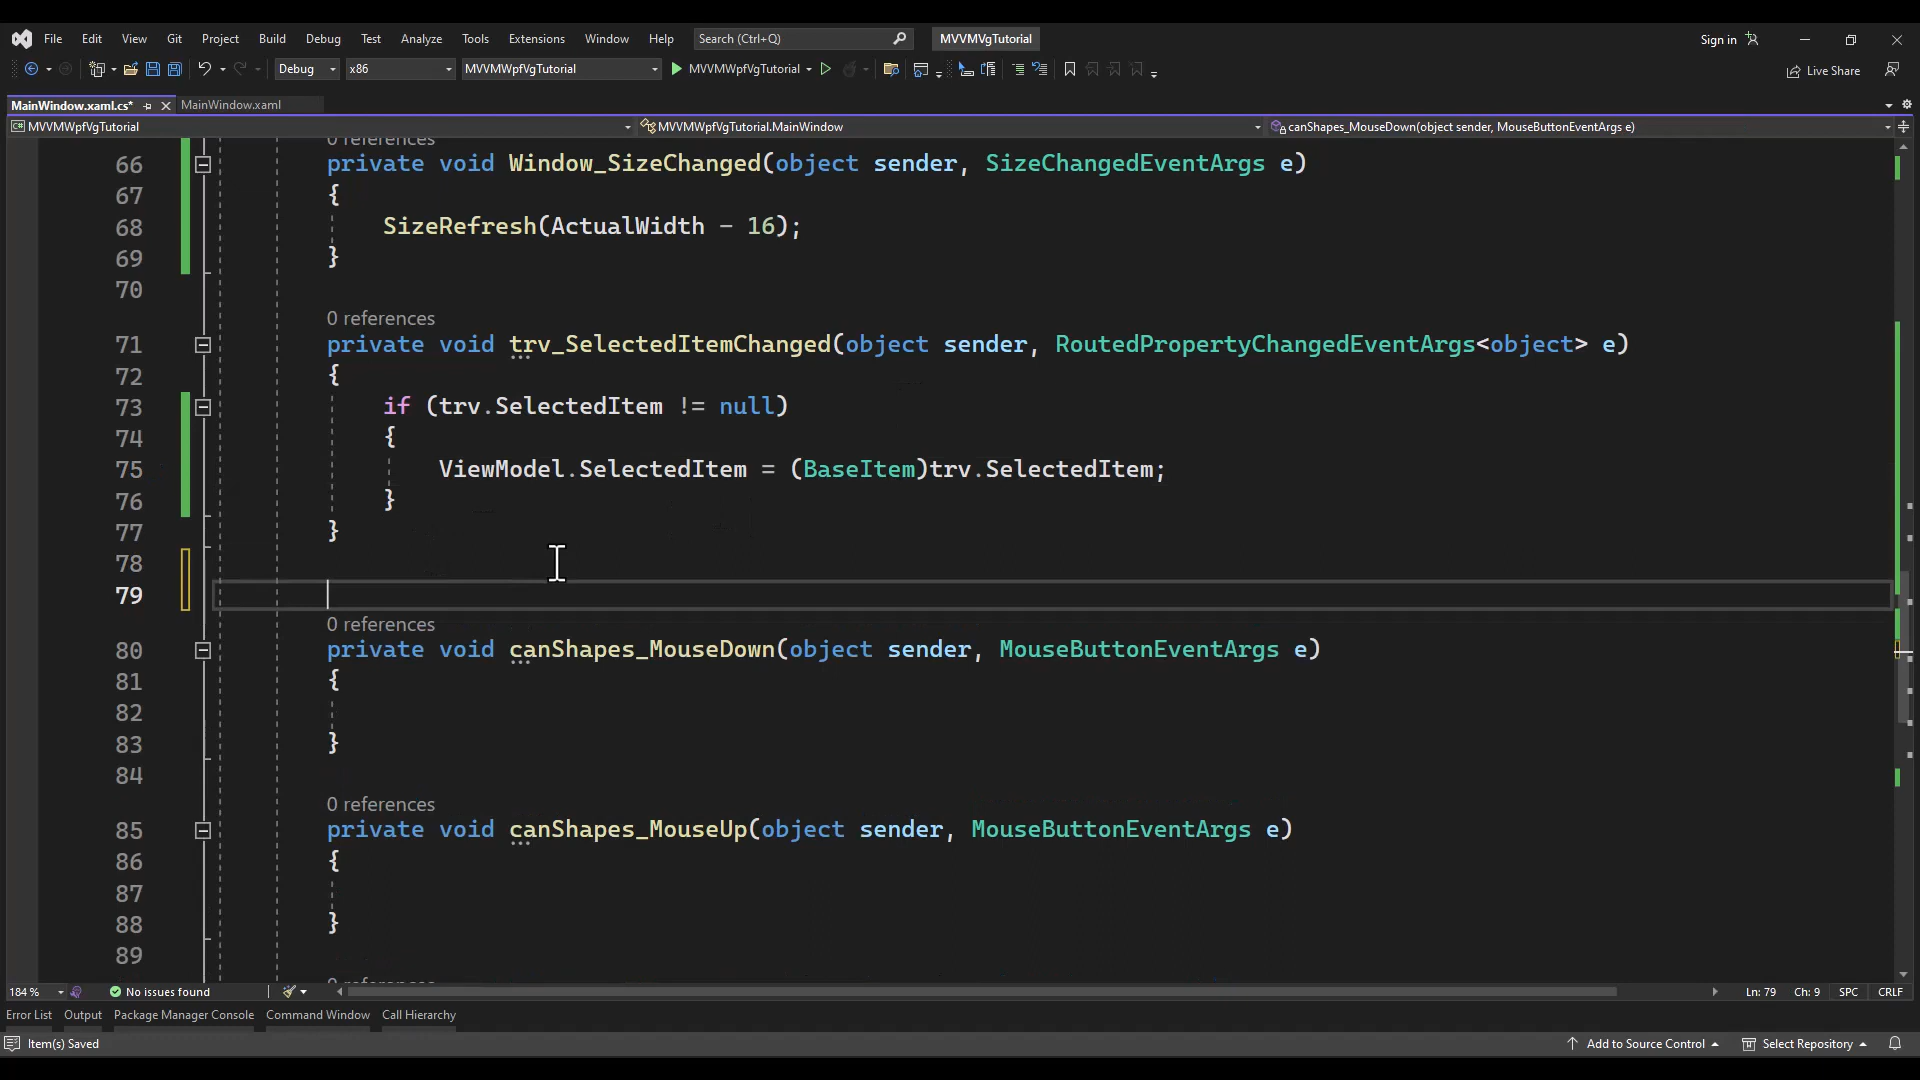 File Edit View Git Project Build Debug Test Analyze Tools Extensions Window Help Search (Ctrl+Q) MVVMVgTutorial Sign in
Debug x86 MVVMWpfVgTutorial MVVMWpfVgTutorial Live Share
MainWindow.xaml.cs* MainWindow.xaml
MVVMWpfVgTutorial MVVMWpfVgTutorial.MainWindow canShapes_MouseDown(object sender, MouseButtonEventArgs e)
0 references
66 private void Window_SizeChanged(object sender, SizeChangedEventArgs e)
67 {
68 SizeRefresh(ActualWidth - 16);
69 }
70
0 references
71 private void trv_SelectedItemChanged(object sender, RoutedPropertyChangedEventArgs<object> e)
72 {
73 if (trv.SelectedItem != null)
74 {
75 ViewModel.SelectedItem = (BaseItem)trv.SelectedItem;
76 }
77 }
78
79
0 references
80 private void canShapes_MouseDown(object sender, MouseButtonEventArgs e)
81 {
82
83 }
84
0 references
85 private void canShapes_MouseUp(object sender, MouseButtonEventArgs e)
86 {
87
88 }
89
0 references
184 % No issues found Ln: 79 Ch: 9 SPC CRLF
Error List Output Package Manager Console Command Window Call Hierarchy
Item(s) Saved Add to Source Control Select Repository